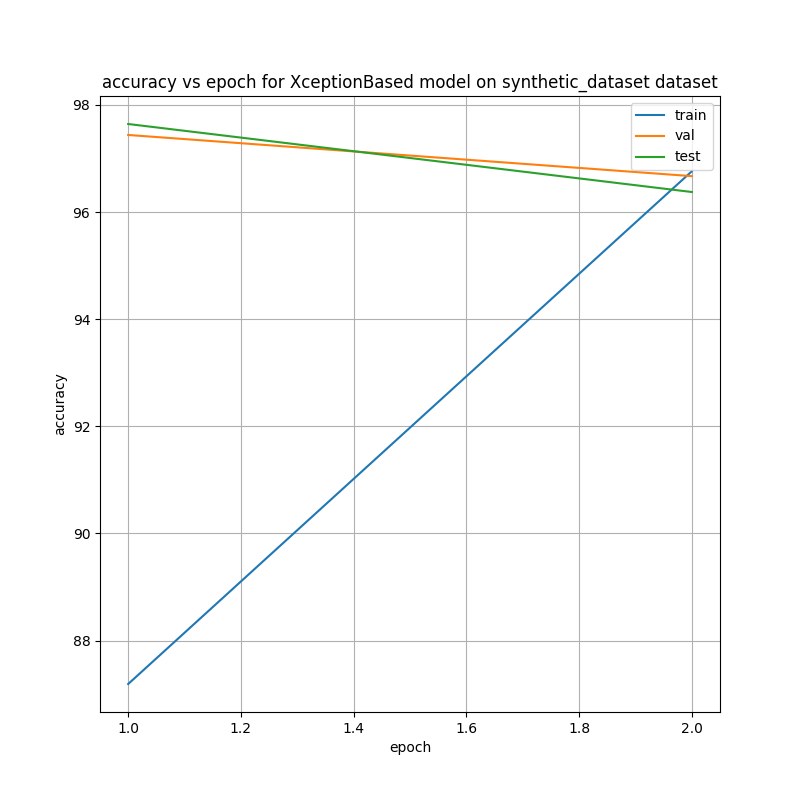 accuracy vs epoch for XceptionBased model on synthetic_dataset dataset
98
96
94
92
90
88
accuracy
train
val
test
1.0 1.2 1.4 1.6 1.8 2.0
epoch